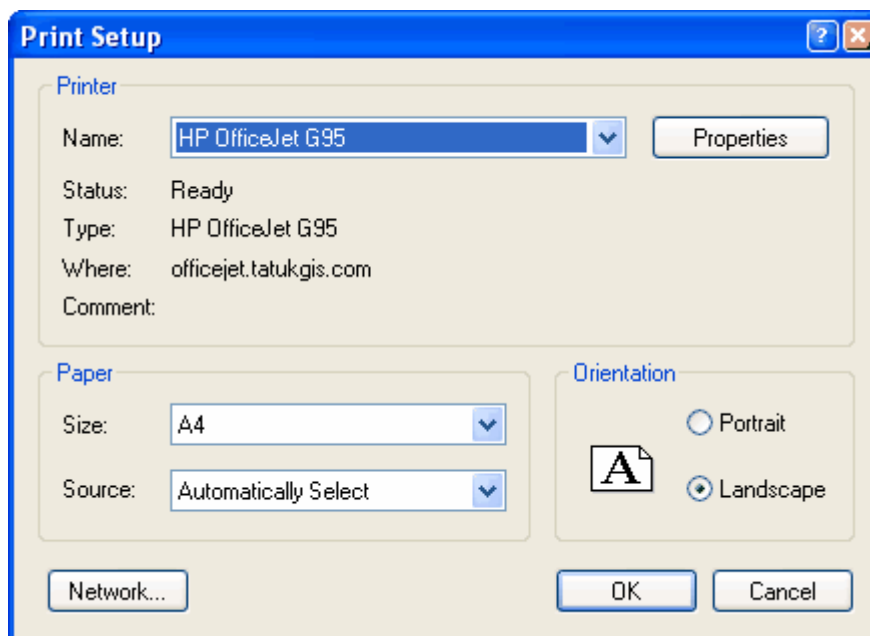 Print Setup
Printer
Name: HP OfficeJet G95 Properties
Status: Ready
Type: HP OfficeJet G95
Where: officejet.tatukgis.com
Comment:
Paper
Size: A4
Source: Automatically Select
Orientation
A
Portrait
Landscape
Network... OK Cancel